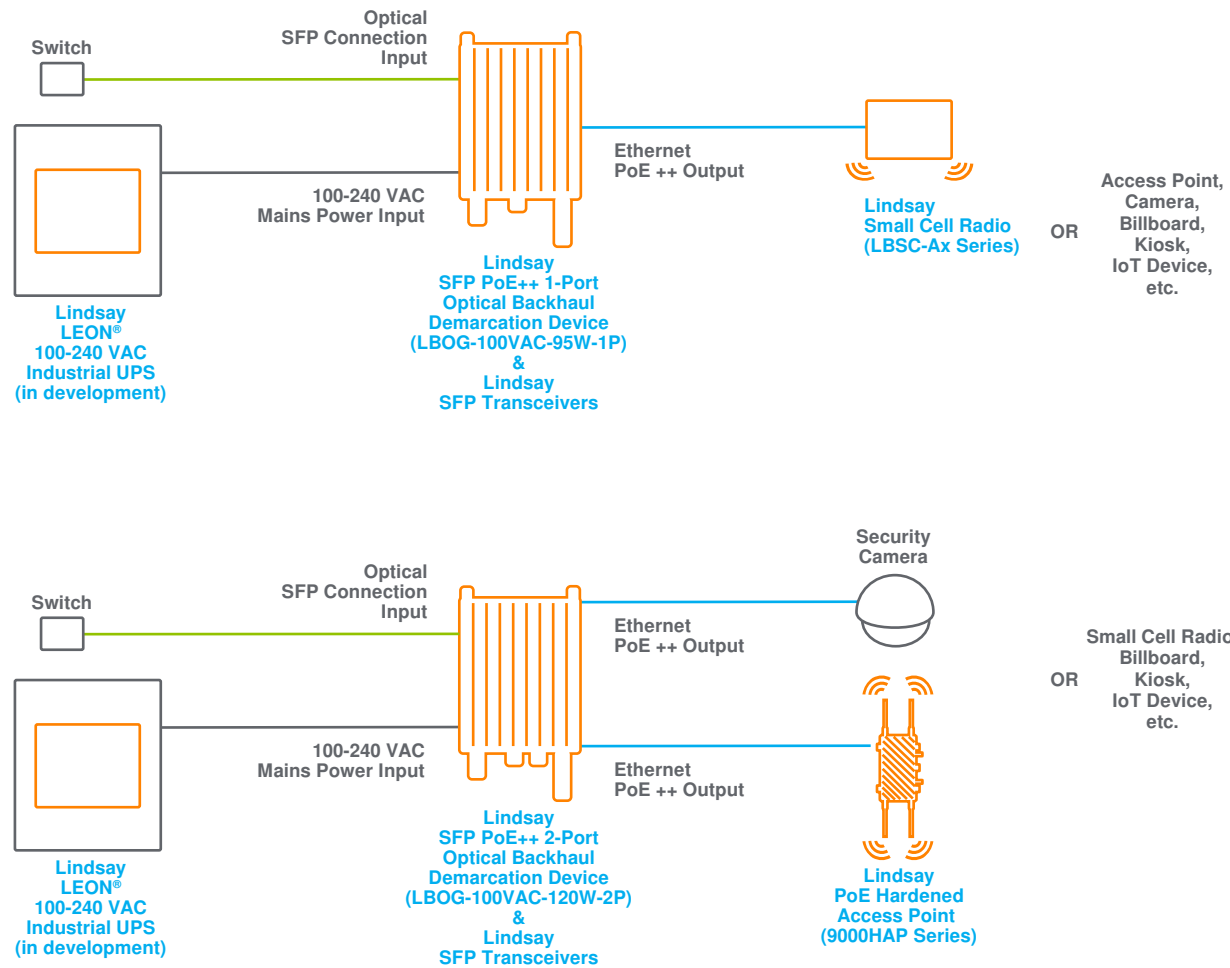 Optical
SFP Connection
Input
Switch
Ethernet
PoE ++ Output
100-240 VAC
Mains Power Input
Lindsay
Small Cell Radio
(LBSC-Ax Series)
OR
Access Point,
Camera,
Billboard,
Kiosk,
IoT Device,
etc.
Lindsay
LEON®
100-240 VAC
Industrial UPS
(in development)
Lindsay
SFP PoE++ 1-Port
Optical Backhaul
Demarcation Device
(LBOG-100VAC-95W-1P)
&
Lindsay
SFP Transceivers
Security
Camera
Optical
SFP Connection
Input
Switch
Ethernet
PoE ++ Output
OR
Small Cell Radio
Billboard,
Kiosk,
IoT Device,
etc.
100-240 VAC
Mains Power Input
Ethernet
PoE ++ Output
Lindsay
LEON®
100-240 VAC
Industrial UPS
(in development)
Lindsay
SFP PoE++ 2-Port
Optical Backhaul
Demarcation Device
(LBOG-100VAC-120W-2P)
&
Lindsay
SFP Transceivers
Lindsay
PoE Hardened
Access Point
(9000HAP Series)